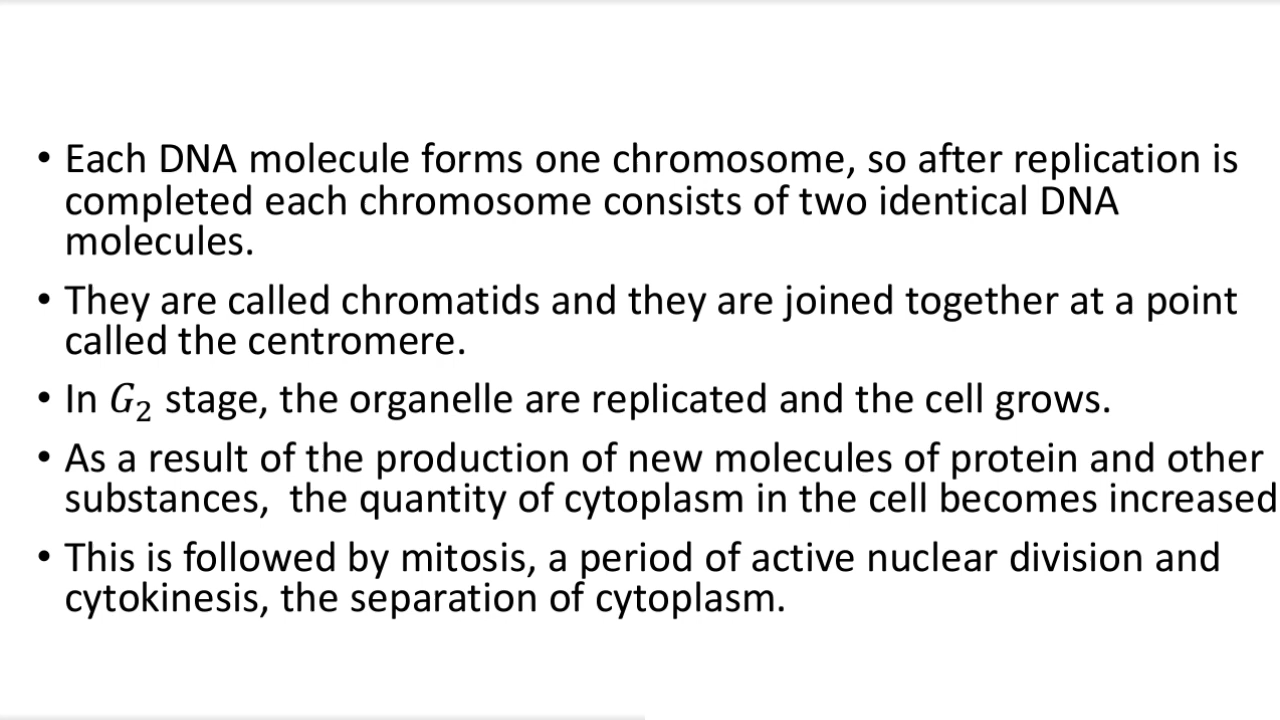 • Each DNA molecule forms one chromosome, so after replication is
completed each chromosome consists of two identical DNA
molecules.
• They are called chromatids and they are joined together at a point
called the centromere.
• In G₂ stage, the organelle are replicated and the cell grows.
• As a result of the production of new molecules of protein and other
substances,  the quantity of cytoplasm in the cell becomes increased
• This is followed by mitosis, a period of active nuclear division and
cytokinesis, the separation of cytoplasm.